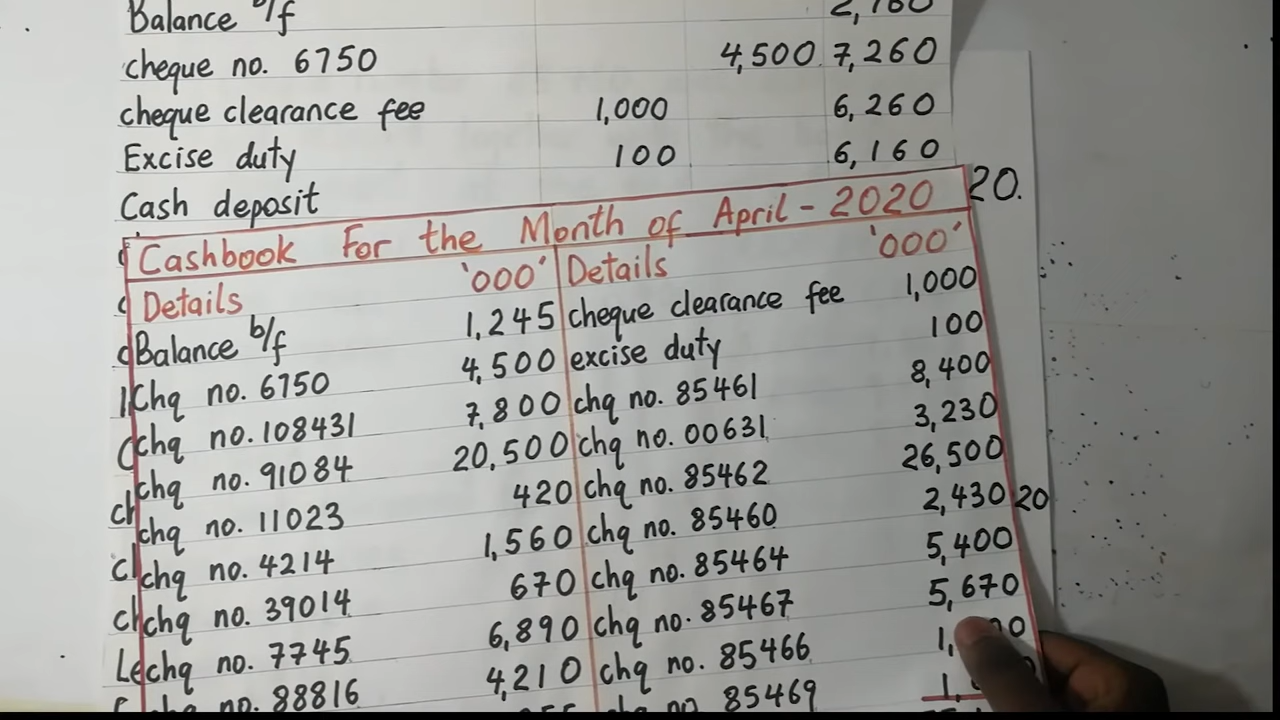 Balance b/f
cheque no. 6750 4,500 7,260
cheque clearance fee 1,000 6,260
Excise duty 100 6,160
Cash deposit 20.
Cashbook For the Month of April - 2020
Details '000' Details '000'
Balance b/f 1,245 cheque clearance fee 1,000
Chq no. 6750 4,500 excise duty 100
chq no. 108431 7,800 chq no. 85461 8,400
chq no. 91084 20,500 chq no. 00631 3,230
chq no. 11023 420 chq no. 85462 26,500
chq no. 4214 1,560 chq no. 85460 2,430 20
chq no. 39014 670 chq no. 85464 5,400
chq no. 7745 6,890 chq no. 85467 5,670
no. 88816 4,210 chq no. 85466
no. 85469